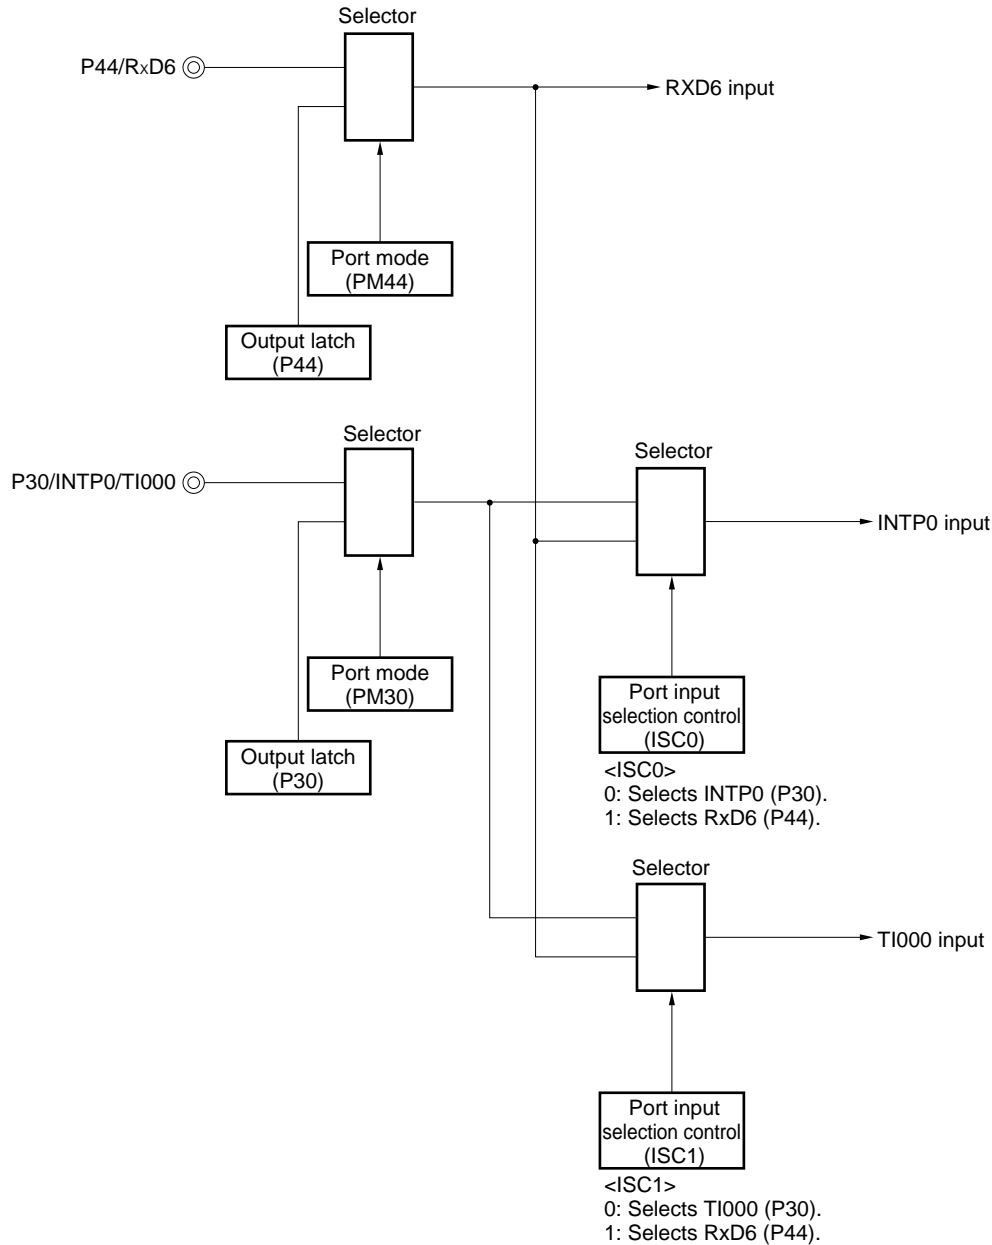 Selector
P44/RxD6
RXD6 input
Port mode
(PM44)
Output latch
(P44)
Selector
P30/INTP0/TI000
Selector
INTP0 input
Port mode
(PM30)
Output latch
(P30)
Port input
selection control
(ISC0)
<ISC0>
0: Selects INTP0 (P30).
1: Selects RxD6 (P44).
Selector
TI000 input
Port input
selection control
(ISC1)
<ISC1>
0: Selects TI000 (P30).
1: Selects RxD6 (P44).